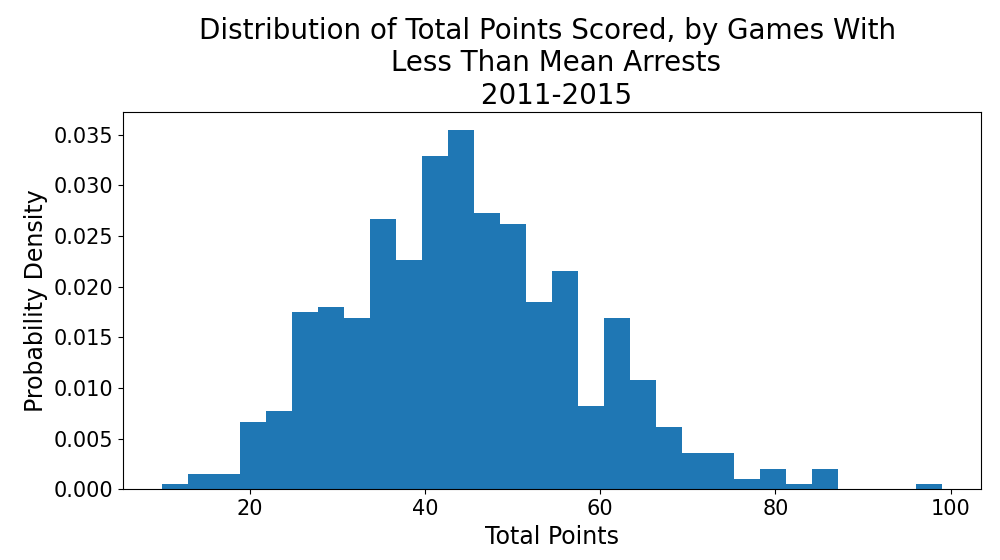 Distribution of Total Points Scored, by Games With
Less Than Mean Arrests
2011-2015
0.035
0.030
0.025
0.020
0.015
0.010
0.005
0.000
Probability Density
20 40 60 80 100
Total Points